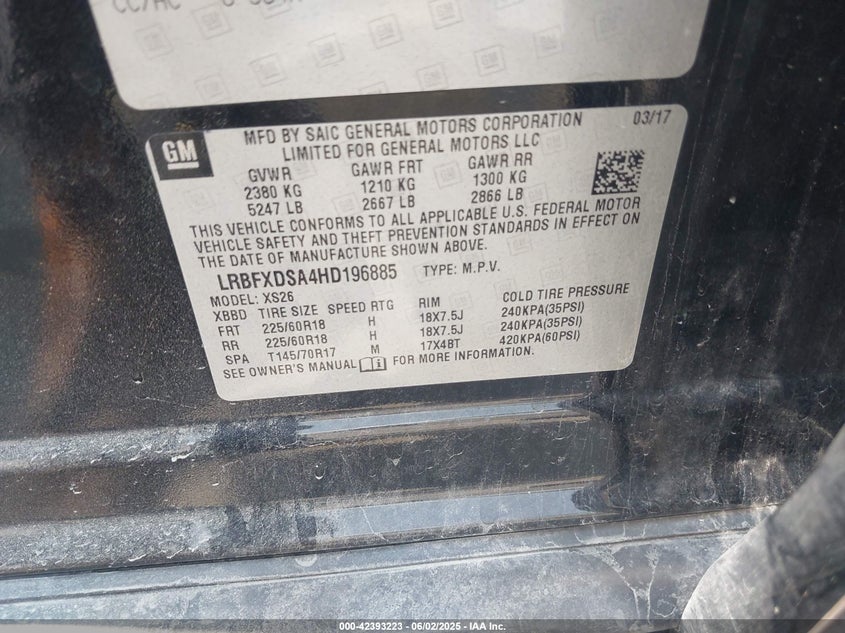 GM
MFD BY SAIC GENERAL MOTORS CORPORATION 03/17
LIMITED FOR GENERAL MOTORS LLC
GVWR GAWR FRT GAWR RR
2380 KG 1210 KG 1300 KG
5247 LB 2667 LB 2866 LB
THIS VEHICLE CONFORMS TO ALL APPLICABLE U.S. FEDERAL MOTOR
VEHICLE SAFETY AND THEFT PREVENTION STANDARDS IN EFFECT ON
THE DATE OF MANUFACTURE SHOWN ABOVE.
LRBFXDSA4HD196885 TYPE: M.P.V.
MODEL: XS26
XBBD TIRE SIZE SPEED RTG RIM COLD TIRE PRESSURE
FRT 225/60R18 H 18X7.5J 240KPA(35PSI)
RR 225/60R18 H 18X7.5J 240KPA(35PSI)
SPA T145/70R17 M 17X4BT 420KPA(60PSI)
SEE OWNER'S MANUAL FOR MORE INFORMATION.
000-42393223 - 06/02/2025 - IAA Inc.